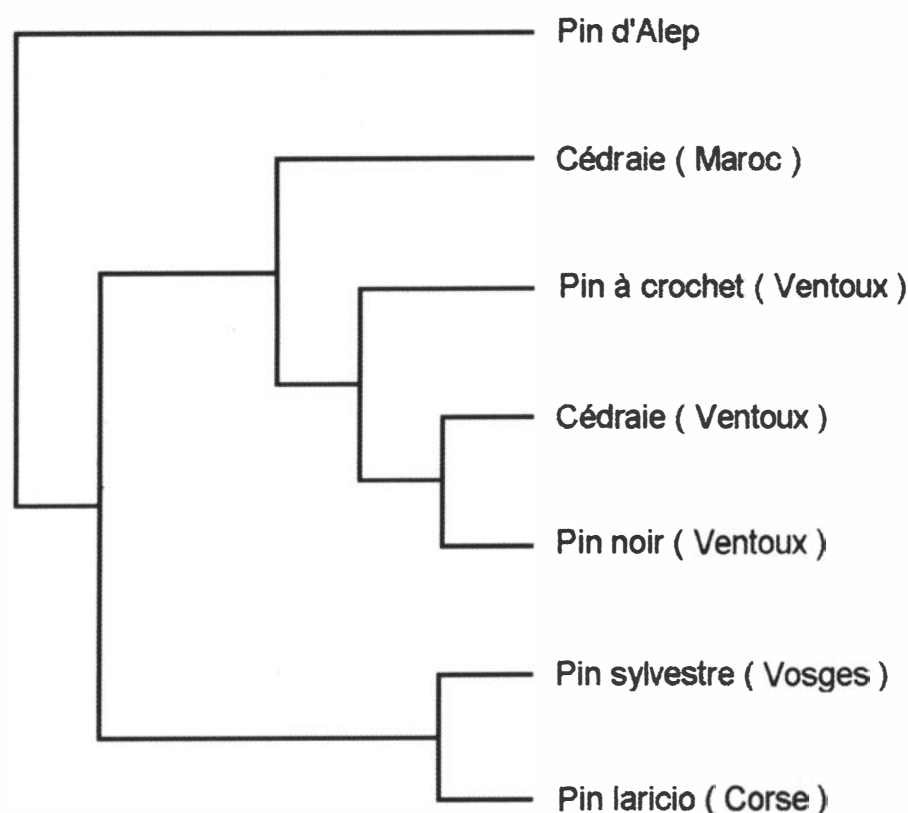 Pin d'Alep
Cédraie ( Maroc )
Pin à crochet ( Ventoux )
Cédraie ( Ventoux )
Pin noir ( Ventoux )
Pin sylvestre ( Vosges )
Pin laricio ( Corse )